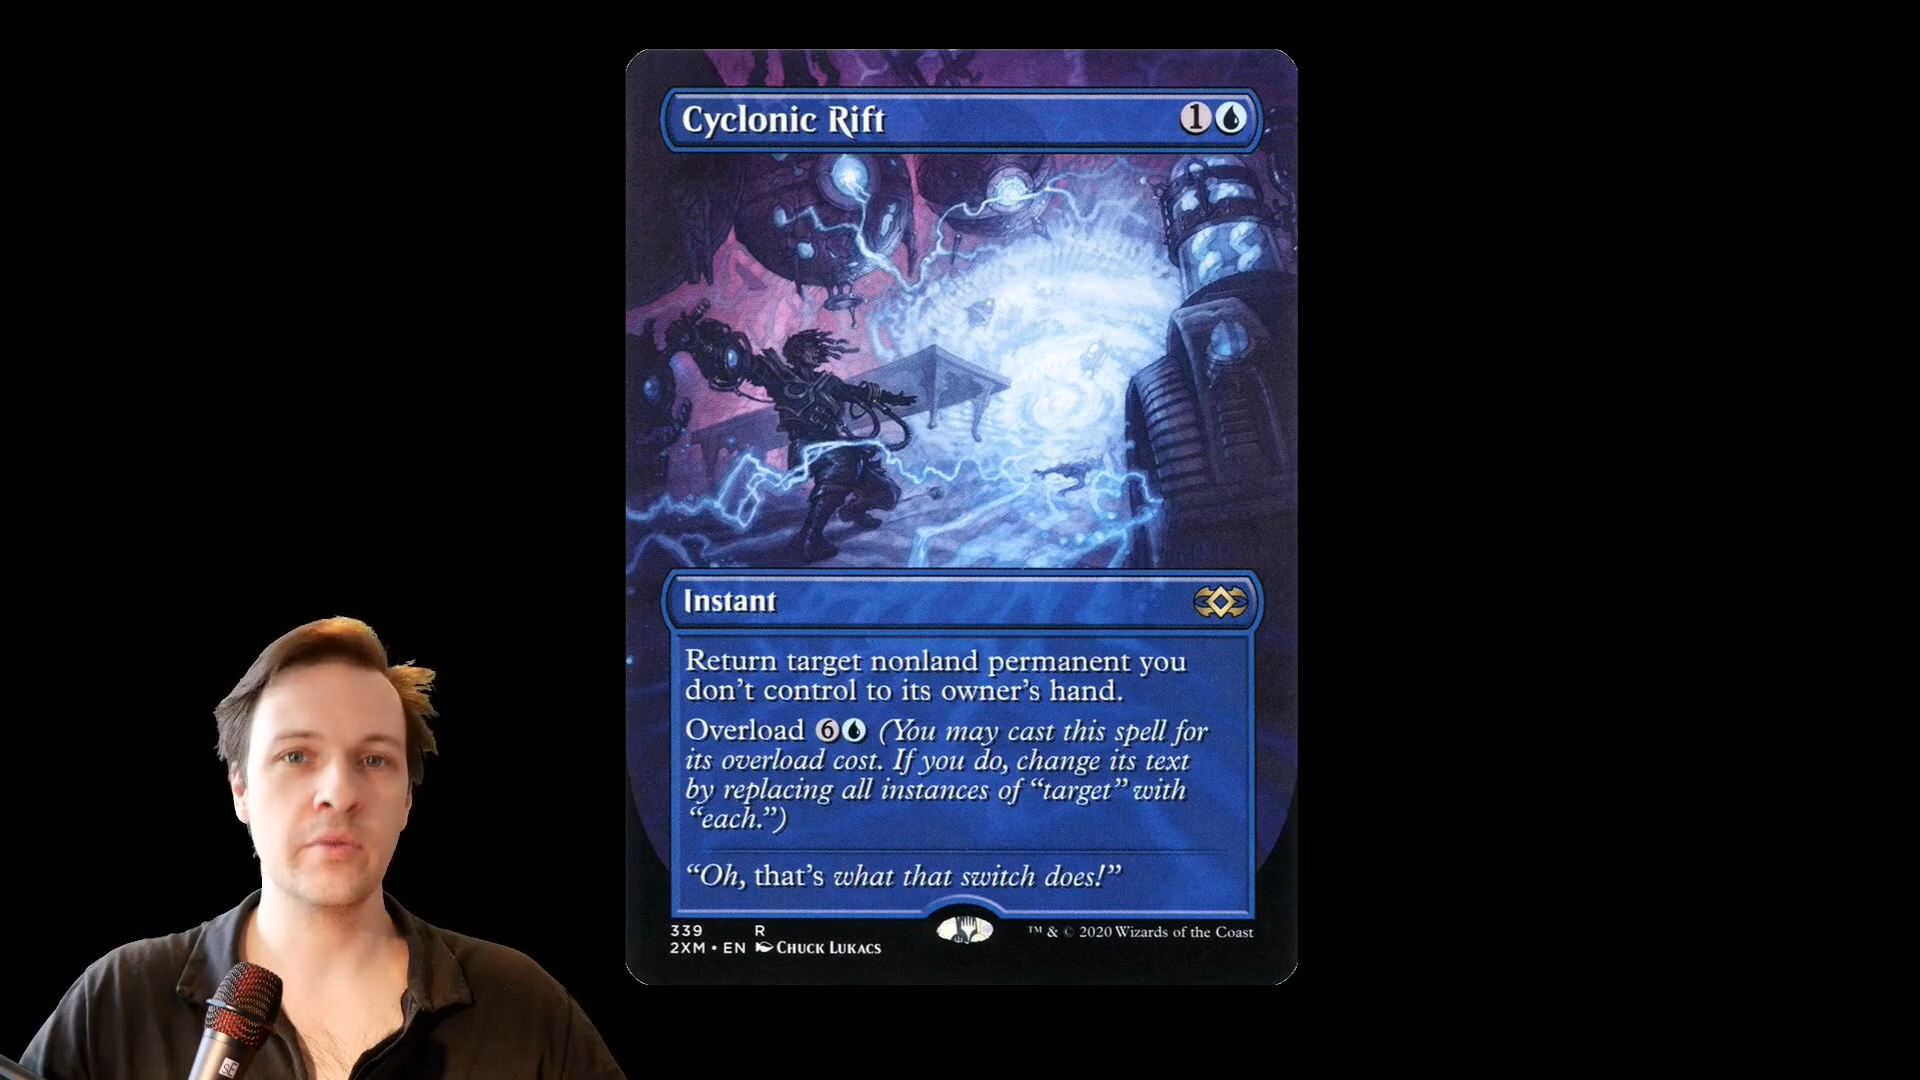 Cyclonic Rift 1
Instant
Return target nonland permanent you
don't control to its owner's hand.
Overload 6 (You may cast this spell for
its overload cost. If you do, change its text
by replacing all instances of “target” with
“each.”)
“Oh, that's what that switch does!”
339 R
2XM • EN Chuck Lukacs
™ & © 2020 Wizards of the Coast
sE